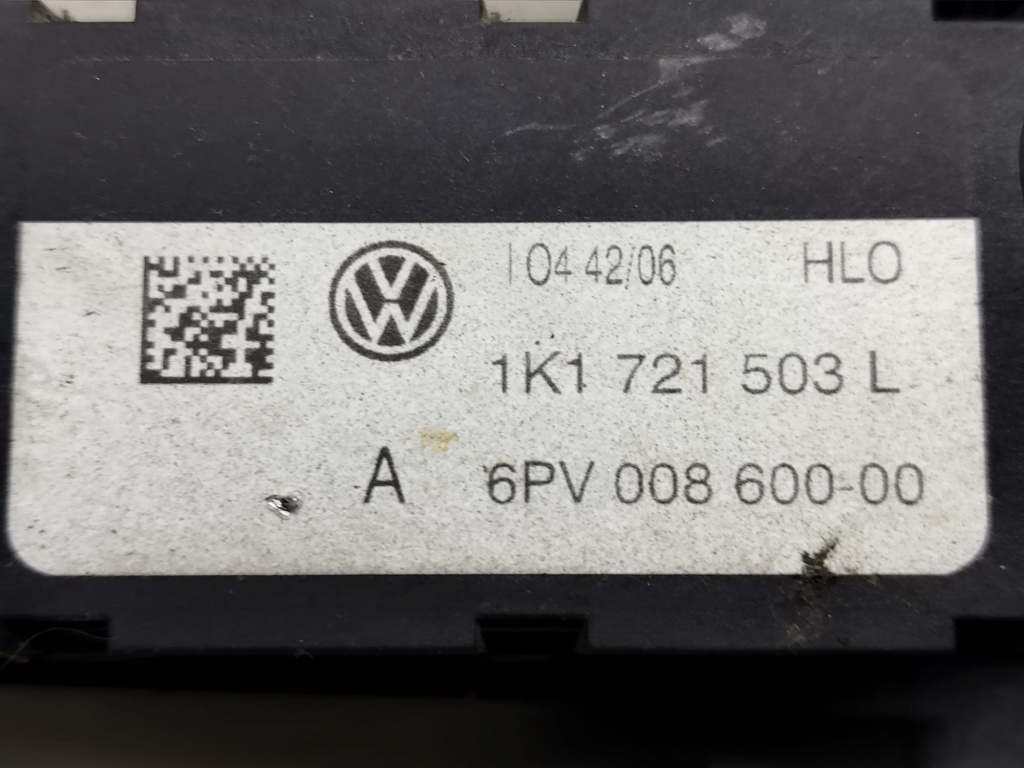 I 04 42/06 HLO
1K1 721 503 L
A 6PV 008 600-00